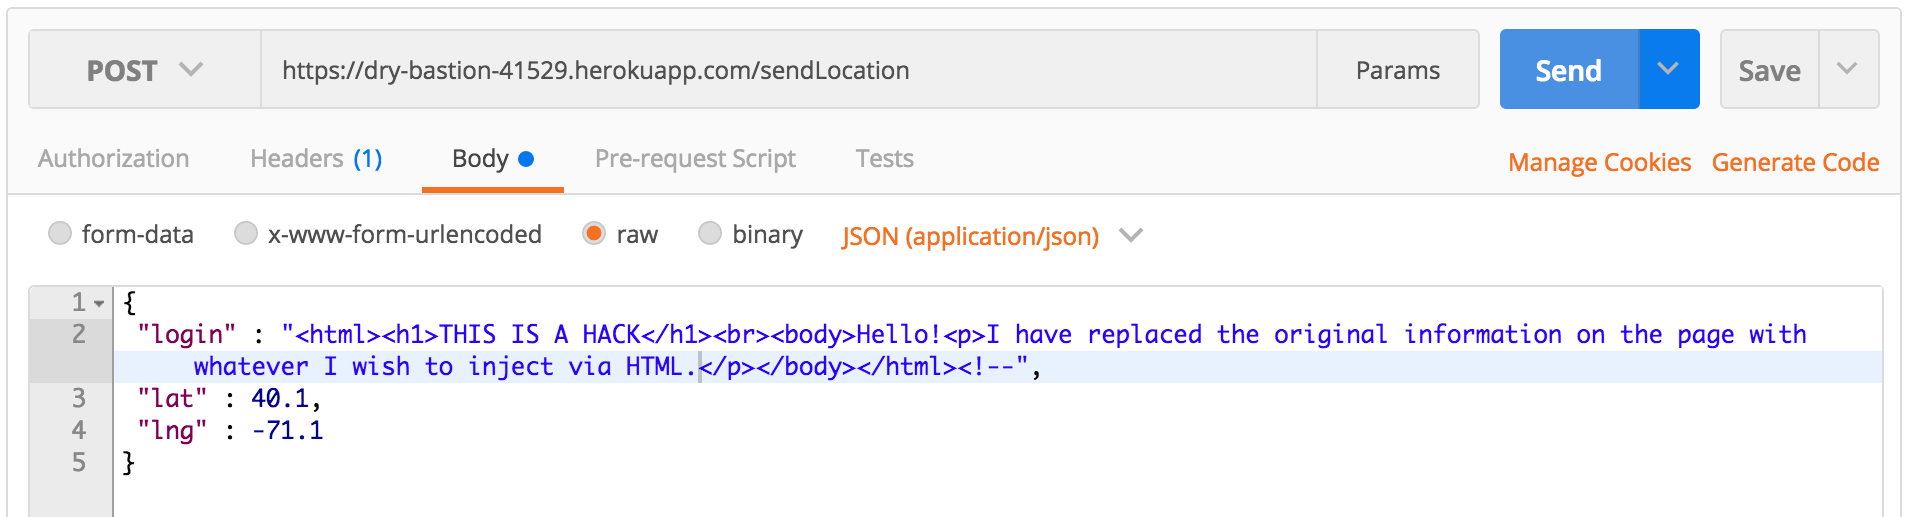 POST https://dry-bastion-41529.herokuapp.com/sendLocation Params Send Save
Authorization Headers (1) Body Pre-request Script Tests Manage Cookies Generate Code
form-data x-www-form-urlencoded raw binary JSON (application/json)
1 {
2 "login" : "<html><h1>THIS IS A HACK</h1><br><body>Hello!<p>I have replaced the original information on the page with
whatever I wish to inject via HTML.</p></body></html><!--",
3 "lat" : 40.1,
4 "lng" : -71.1
5 }